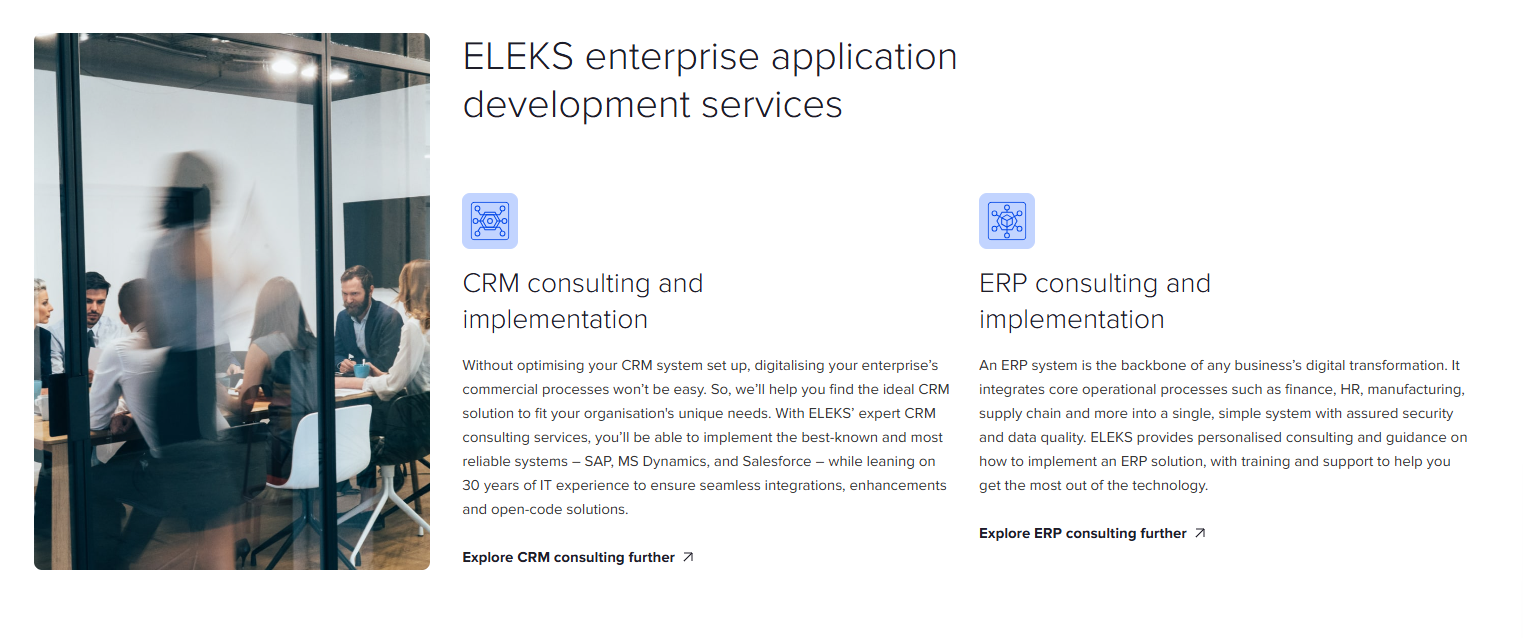 ELEKS enterprise application
development services
CRM consulting and
implementation
Without optimising your CRM system set up, digitalising your enterprise’s
commercial processes won’t be easy. So, we’ll help you find the ideal CRM
solution to fit your organisation's unique needs. With ELEKS’ expert CRM
consulting services, you’ll be able to implement the best-known and most
reliable systems – SAP, MS Dynamics, and Salesforce – while leaning on
30 years of IT experience to ensure seamless integrations, enhancements
and open-code solutions.
Explore CRM consulting further
ERP consulting and
implementation
An ERP system is the backbone of any business’s digital transformation. It
integrates core operational processes such as finance, HR, manufacturing,
supply chain and more into a single, simple system with assured security
and data quality. ELEKS provides personalised consulting and guidance on
how to implement an ERP solution, with training and support to help you
get the most out of the technology.
Explore ERP consulting further